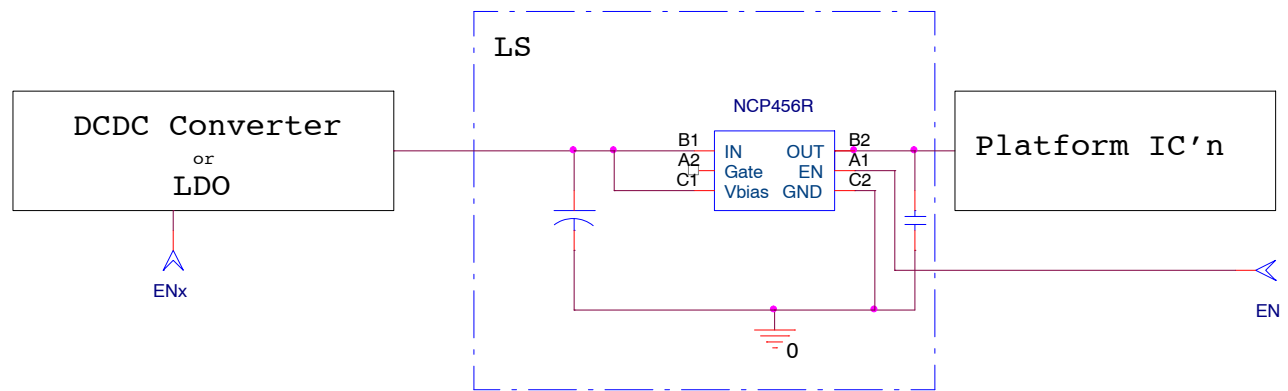 LS
NCP456R
DCDC Converter
or
LDO
Platform IC'n
B1
A2
C1
IN
Gate
Vbias
OUT
EN
GND
B2
A1
C2
ENx
EN
0